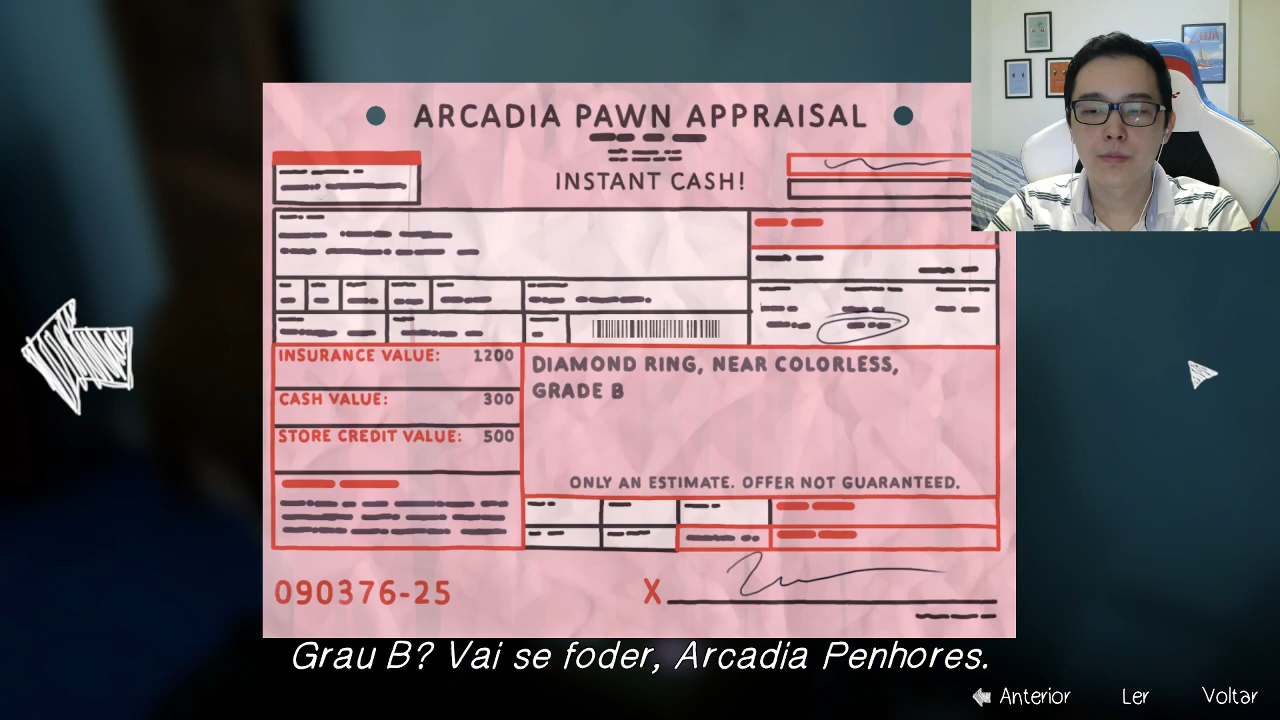 ARCADIA PAWN APPRAISAL
INSTANT CASH!
INSURANCE VALUE: 1200
CASH VALUE: 300
STORE CREDIT VALUE: 500
DIAMOND RING, NEAR COLORLESS,
GRADE B
ONLY AN ESTIMATE. OFFER NOT GUARANTEED.
090376-25
X
Grau B? Vai se foder, Arcadia Penhores.
Anterior Ler Voltar